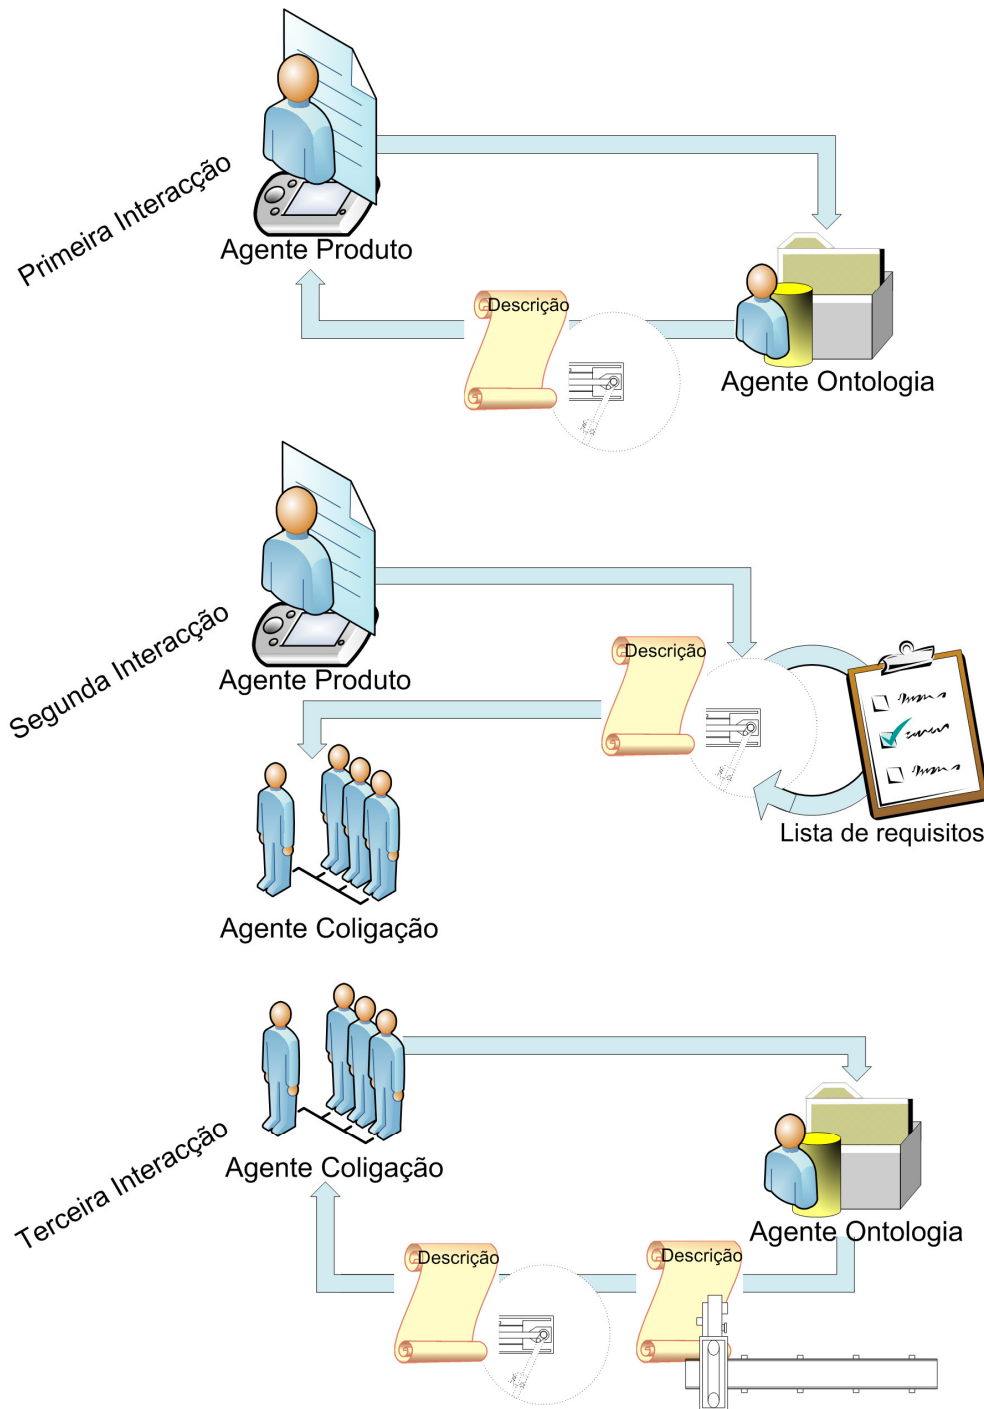 Primeira Interacção
Agente Produto
Descrição
Agente Ontologia
Segunda Interacção
Agente Produto
Descrição
Lista de requisitos
Agente Coligação
Terceira Interacção
Agente Coligação
Agente Ontologia
Descrição
Descrição